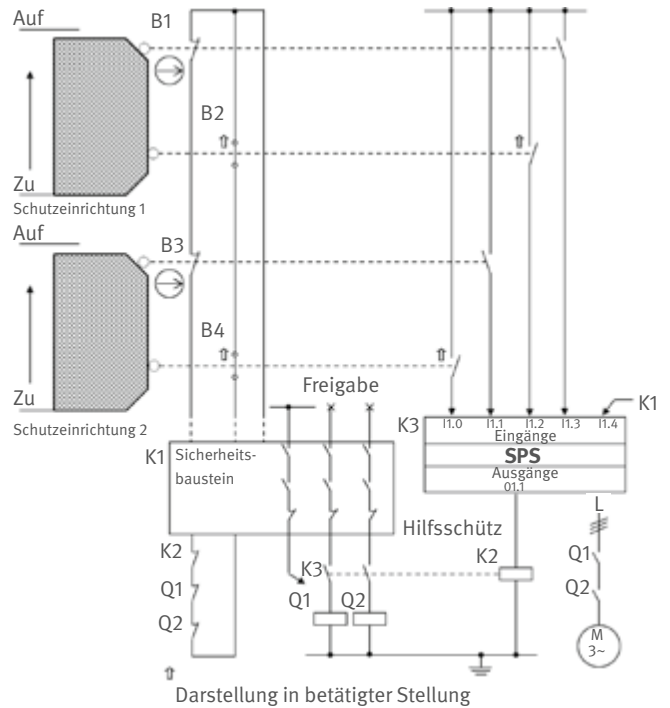 Auf
B1
B2
Zu
Schutzeinrichtung 1
Auf
B3
B4
Zu
Schutzeinrichtung 2
Freigabe
K1
K3
I1.0 I1.1 I1.2 I1.3 I1.4
Eingänge
SPS
Ausgänge
01.1
K1
Sicherheits-
baustein
Hilfsschütz
L
K2
Q1
Q2
K3
Q1
Q2
K2
Q1
Q2
M
3~
Darstellung in betätigter Stellung